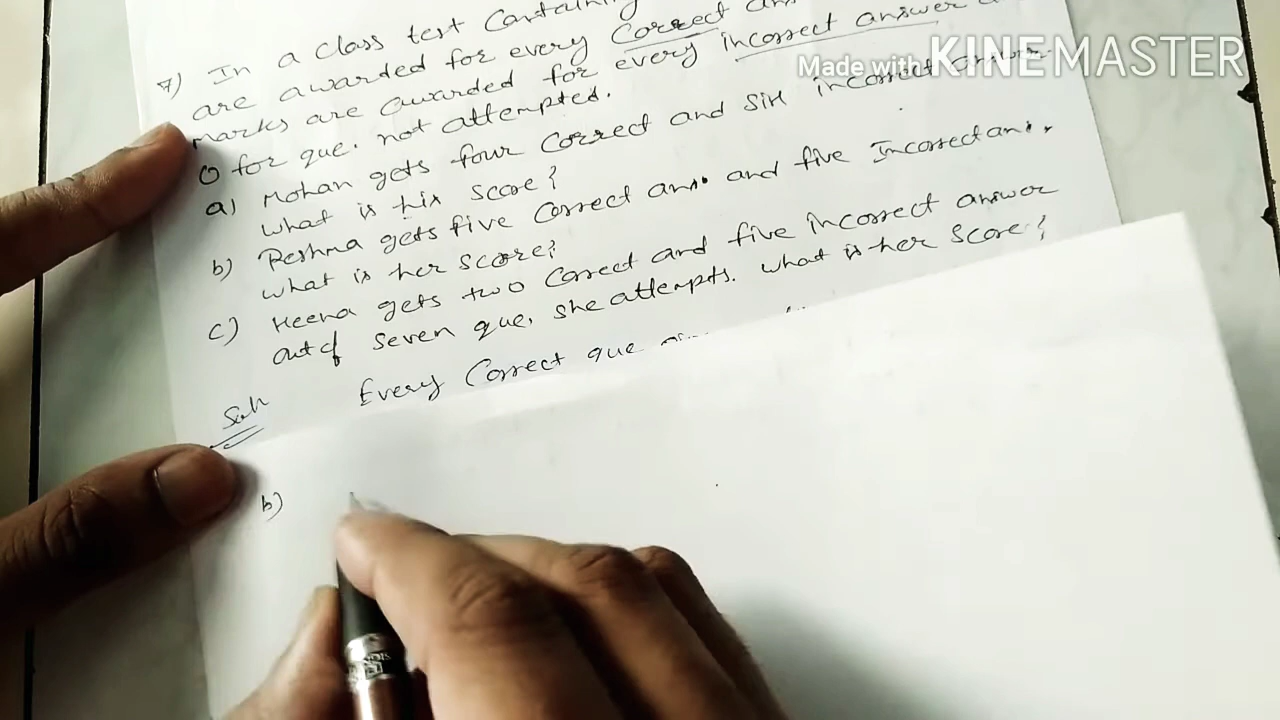 7) In a class test containing
are awarded for every correct
marks are awarded for every incorrect answer
0 for que. not attempted.
a) Mohan gets four correct and six incorrect answer.
what is his score?
b) Reshma gets five correct ans. and five Incorrect ans.
what is her score?
c) Heena gets two correct and five incorrect answer
out of seven que. she attempts. what is her score?
Soln
Every Correct que
b)
Made with KINEMASTER